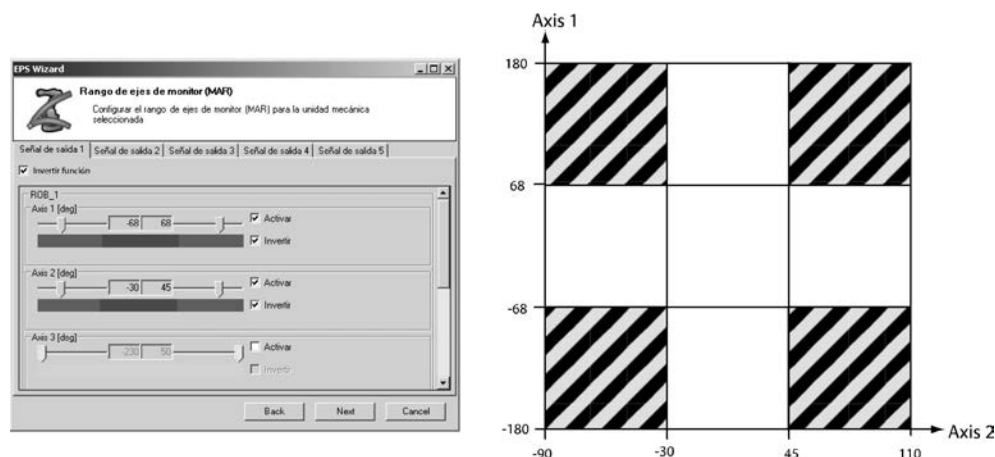 EPS Wizard
Rango de ejes de monitor (MAR)
Configurar el rango de ejes de monitor (MAR) para la unidad mecánica
seleccionada
Señal de salida 1 Señal de salida 2 Señal de salida 3 Señal de salida 4 Señal de salida 5
Invertir función
ROB_1
Axis 1 [deg]
-68 68 Activar
Invertir
Axis 2 [deg]
-30 45 Activar
Invertir
Axis 3 [deg]
-230 50 Activar
Invertir
Back Next Cancel
Axis 1
180
68
-68
-180
Axis 2
-90 -30 45 110